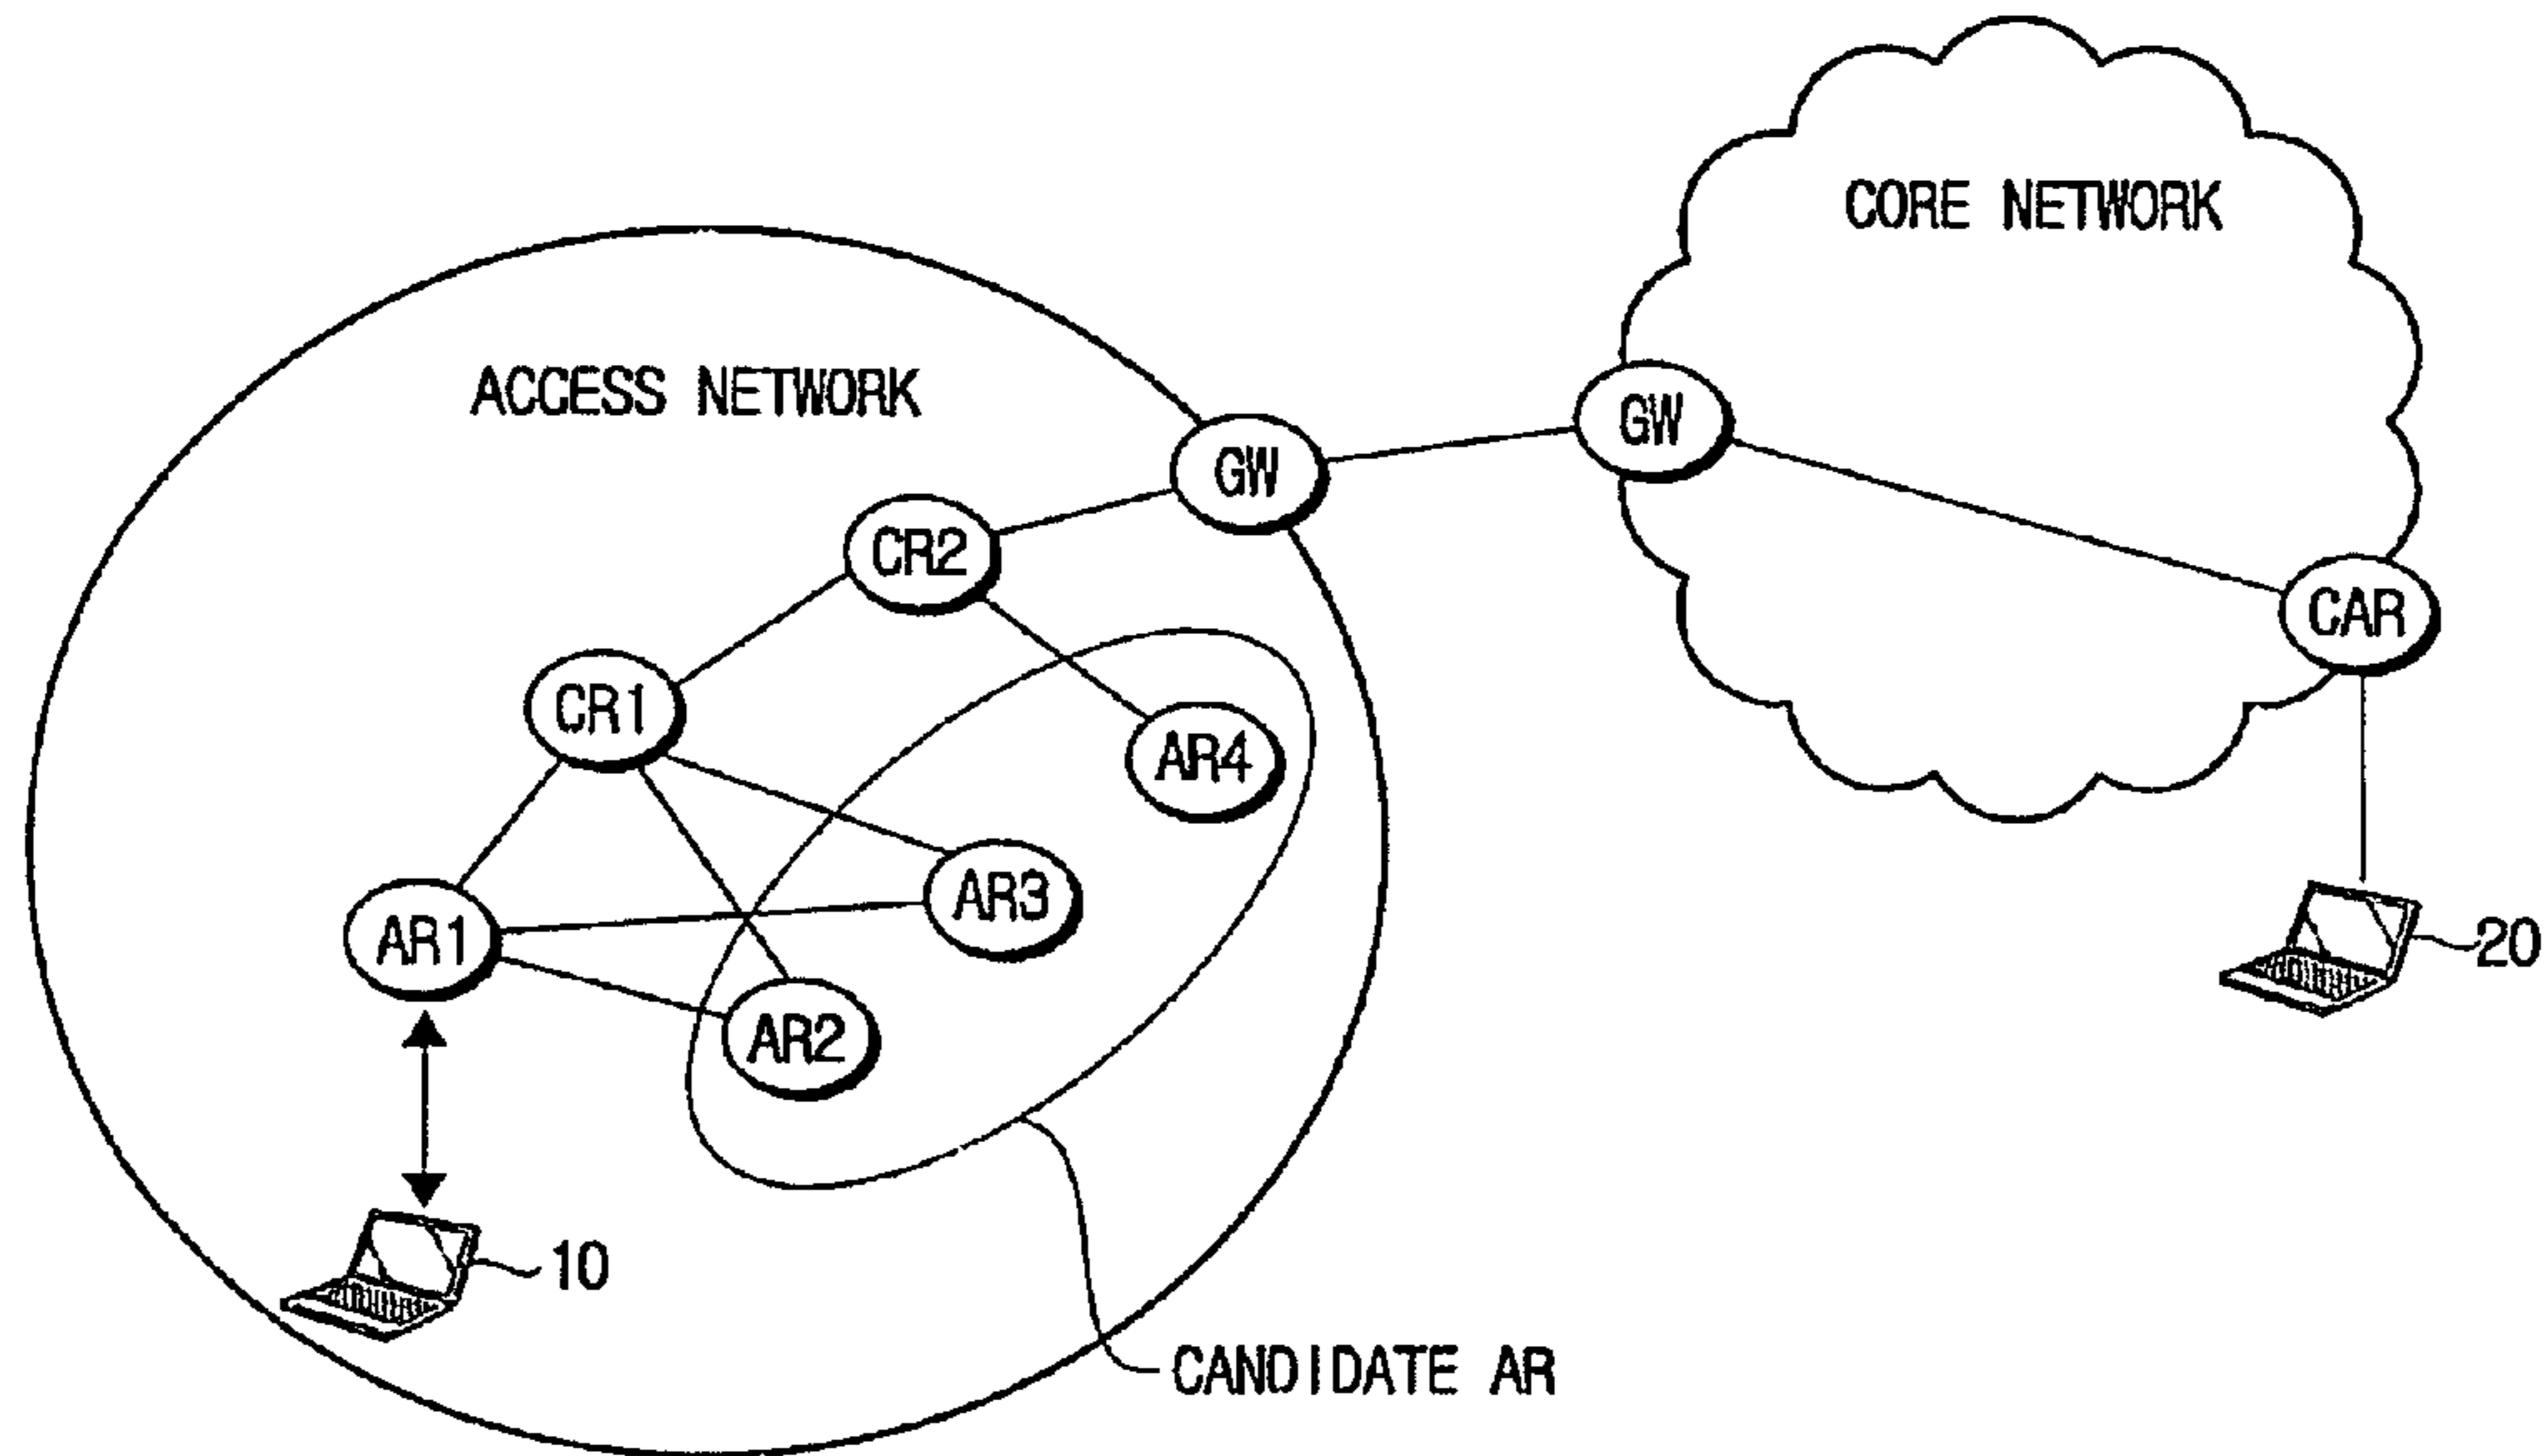 CORE NETWORK
ACCESS NETWORK
GW
GW
CR2
CAR
CR1
AR4
AR3
AR1
20
AR2
10
CANDIDATE AR